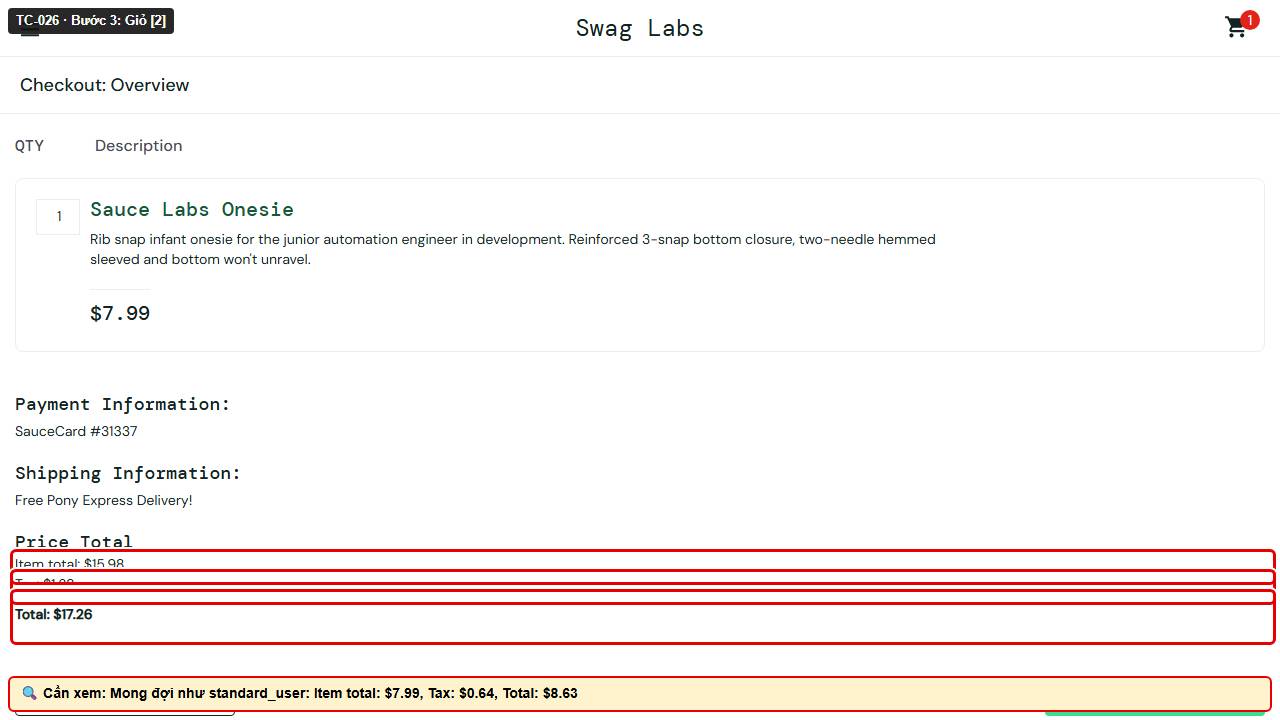 TC-026 · Bước 3: Giỏ [2]
Swag Labs
1
Checkout: Overview
QTY Description
1
Sauce Labs Onesie
Rib snap infant onesie for the junior automation engineer in development. Reinforced 3-snap bottom closure, two-needle hemmed
sleeved and bottom won't unravel.
$7.99
Payment Information:
SauceCard #31337
Shipping Information:
Free Pony Express Delivery!
Price Total
Item total: $15.98
Total: $17.26
🔍 Cần xem: Mong đợi như standard_user: Item total: $7.99, Tax: $0.64, Total: $8.63